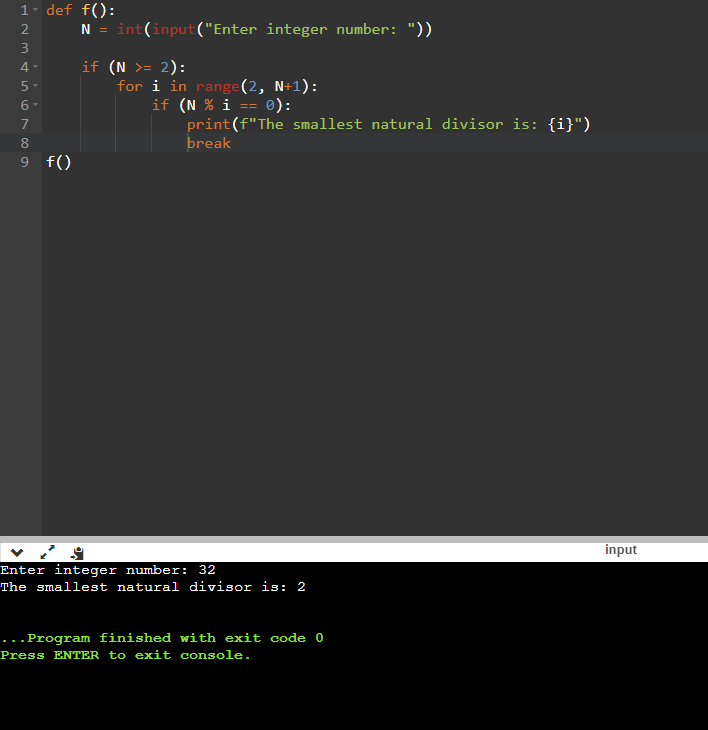 1 def f():
2     N = int(input("Enter integer number: "))
3
4     if (N >= 2):
5         for i in range(2, N+1):
6             if (N % i == 0):
7                 print(f"The smallest natural divisor is: {i}")
8                 break
9 f()
input
Enter integer number: 32
The smallest natural divisor is: 2
...Program finished with exit code 0
Press ENTER to exit console.